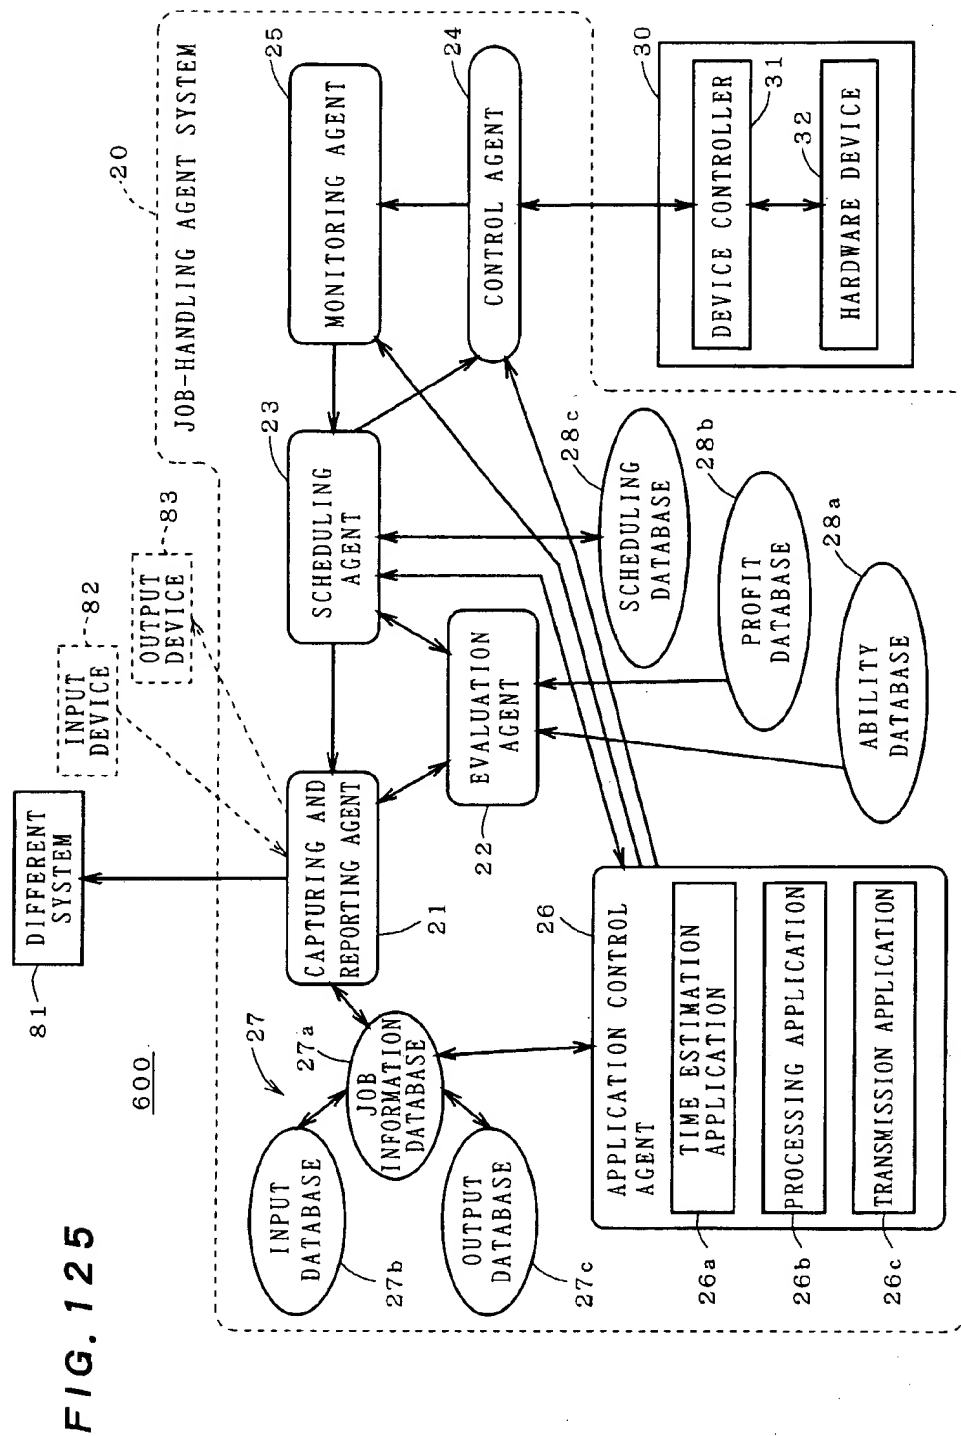 FIG. 125
600
81
DIFFERENT
SYSTEM
INPUT
DEVICE
82
OUTPUT
DEVICE
83
20
JOB-HANDLING AGENT SYSTEM
27
27a
JOB
INFORMATION
DATABASE
INPUT
DATABASE
27b
OUTPUT
DATABASE
27c
CAPTURING AND
REPORTING AGENT
21
SCHEDULING
AGENT
23
MONITORING AGENT
25
CONTROL AGENT
24
EVALUATION
AGENT
22
SCHEDULING
DATABASE
28c
PROFIT
DATABASE
28b
ABILITY
DATABASE
28a
26
APPLICATION CONTROL
AGENT
TIME ESTIMATION
APPLICATION
26a
PROCESSING APPLICATION
26b
TRANSMISSION APPLICATION
26c
30
DEVICE CONTROLLER
31
HARDWARE DEVICE
32